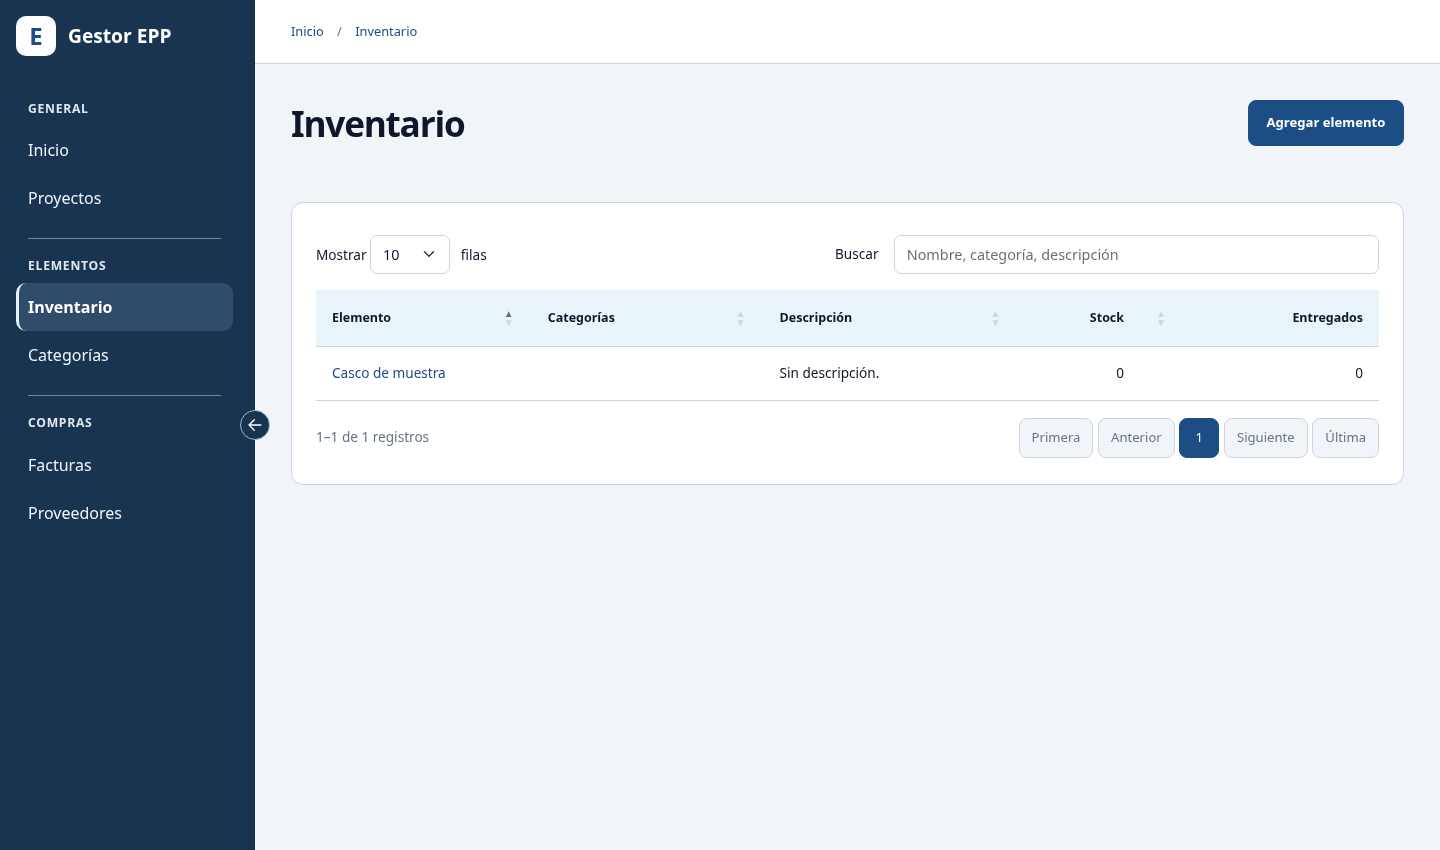 E Gestor EPP
GENERAL
Inicio
Proyectos
ELEMENTOS
Inventario
Categorías
COMPRAS
Facturas
Proveedores
Inicio / Inventario
Inventario
Agregar elemento
Mostrar 10 filas
Buscar Nombre, categoría, descripción
Elemento Categorías Descripción Stock Entregados
Casco de muestra Sin descripción. 0 0
1–1 de 1 registros
Primera Anterior 1 Siguiente Última